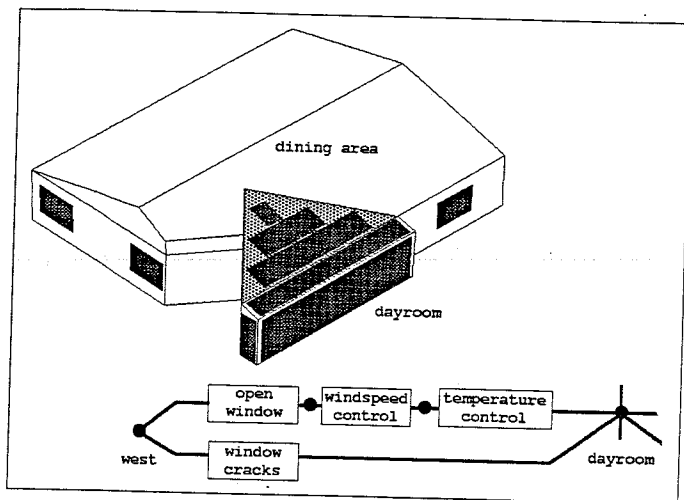 dining area
dayroom
open
window
windspeed
control
temperature
control
west
window
cracks
dayroom